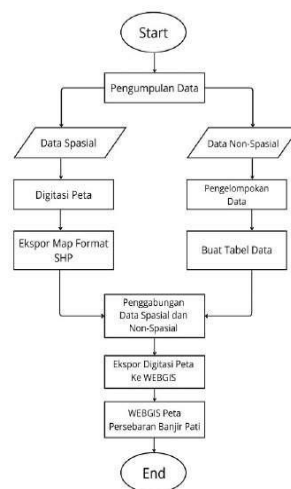 Start
Pengumpulan Data
Data Spasial
Data Non-Spasial
Digitasi Peta
Pengelompokan
Data
Ekspor Map Format
SHP
Buat Tabel Data
Penggabungan
Data Spasial dan
Non-Spasial
Ekspor Digitasi Peta
Ke WEBGIS
WEBGIS Peta
Persebaran Banjir Pati
End